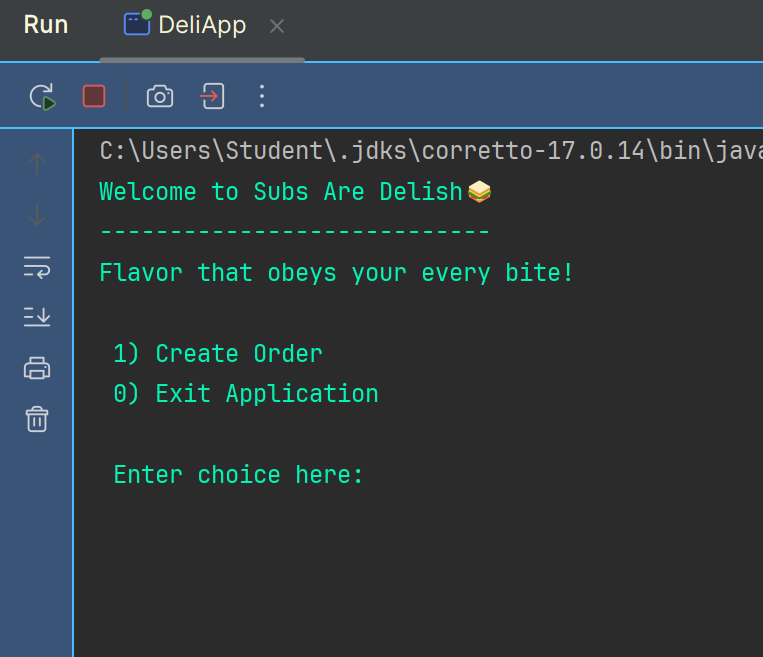 Run DeliApp
C:\Users\Student\.jdks\corretto-17.0.14\bin\java
Welcome to Subs Are Delish🥪
----------------------------
Flavor that obeys your every bite!
1) Create Order
0) Exit Application
Enter choice here: